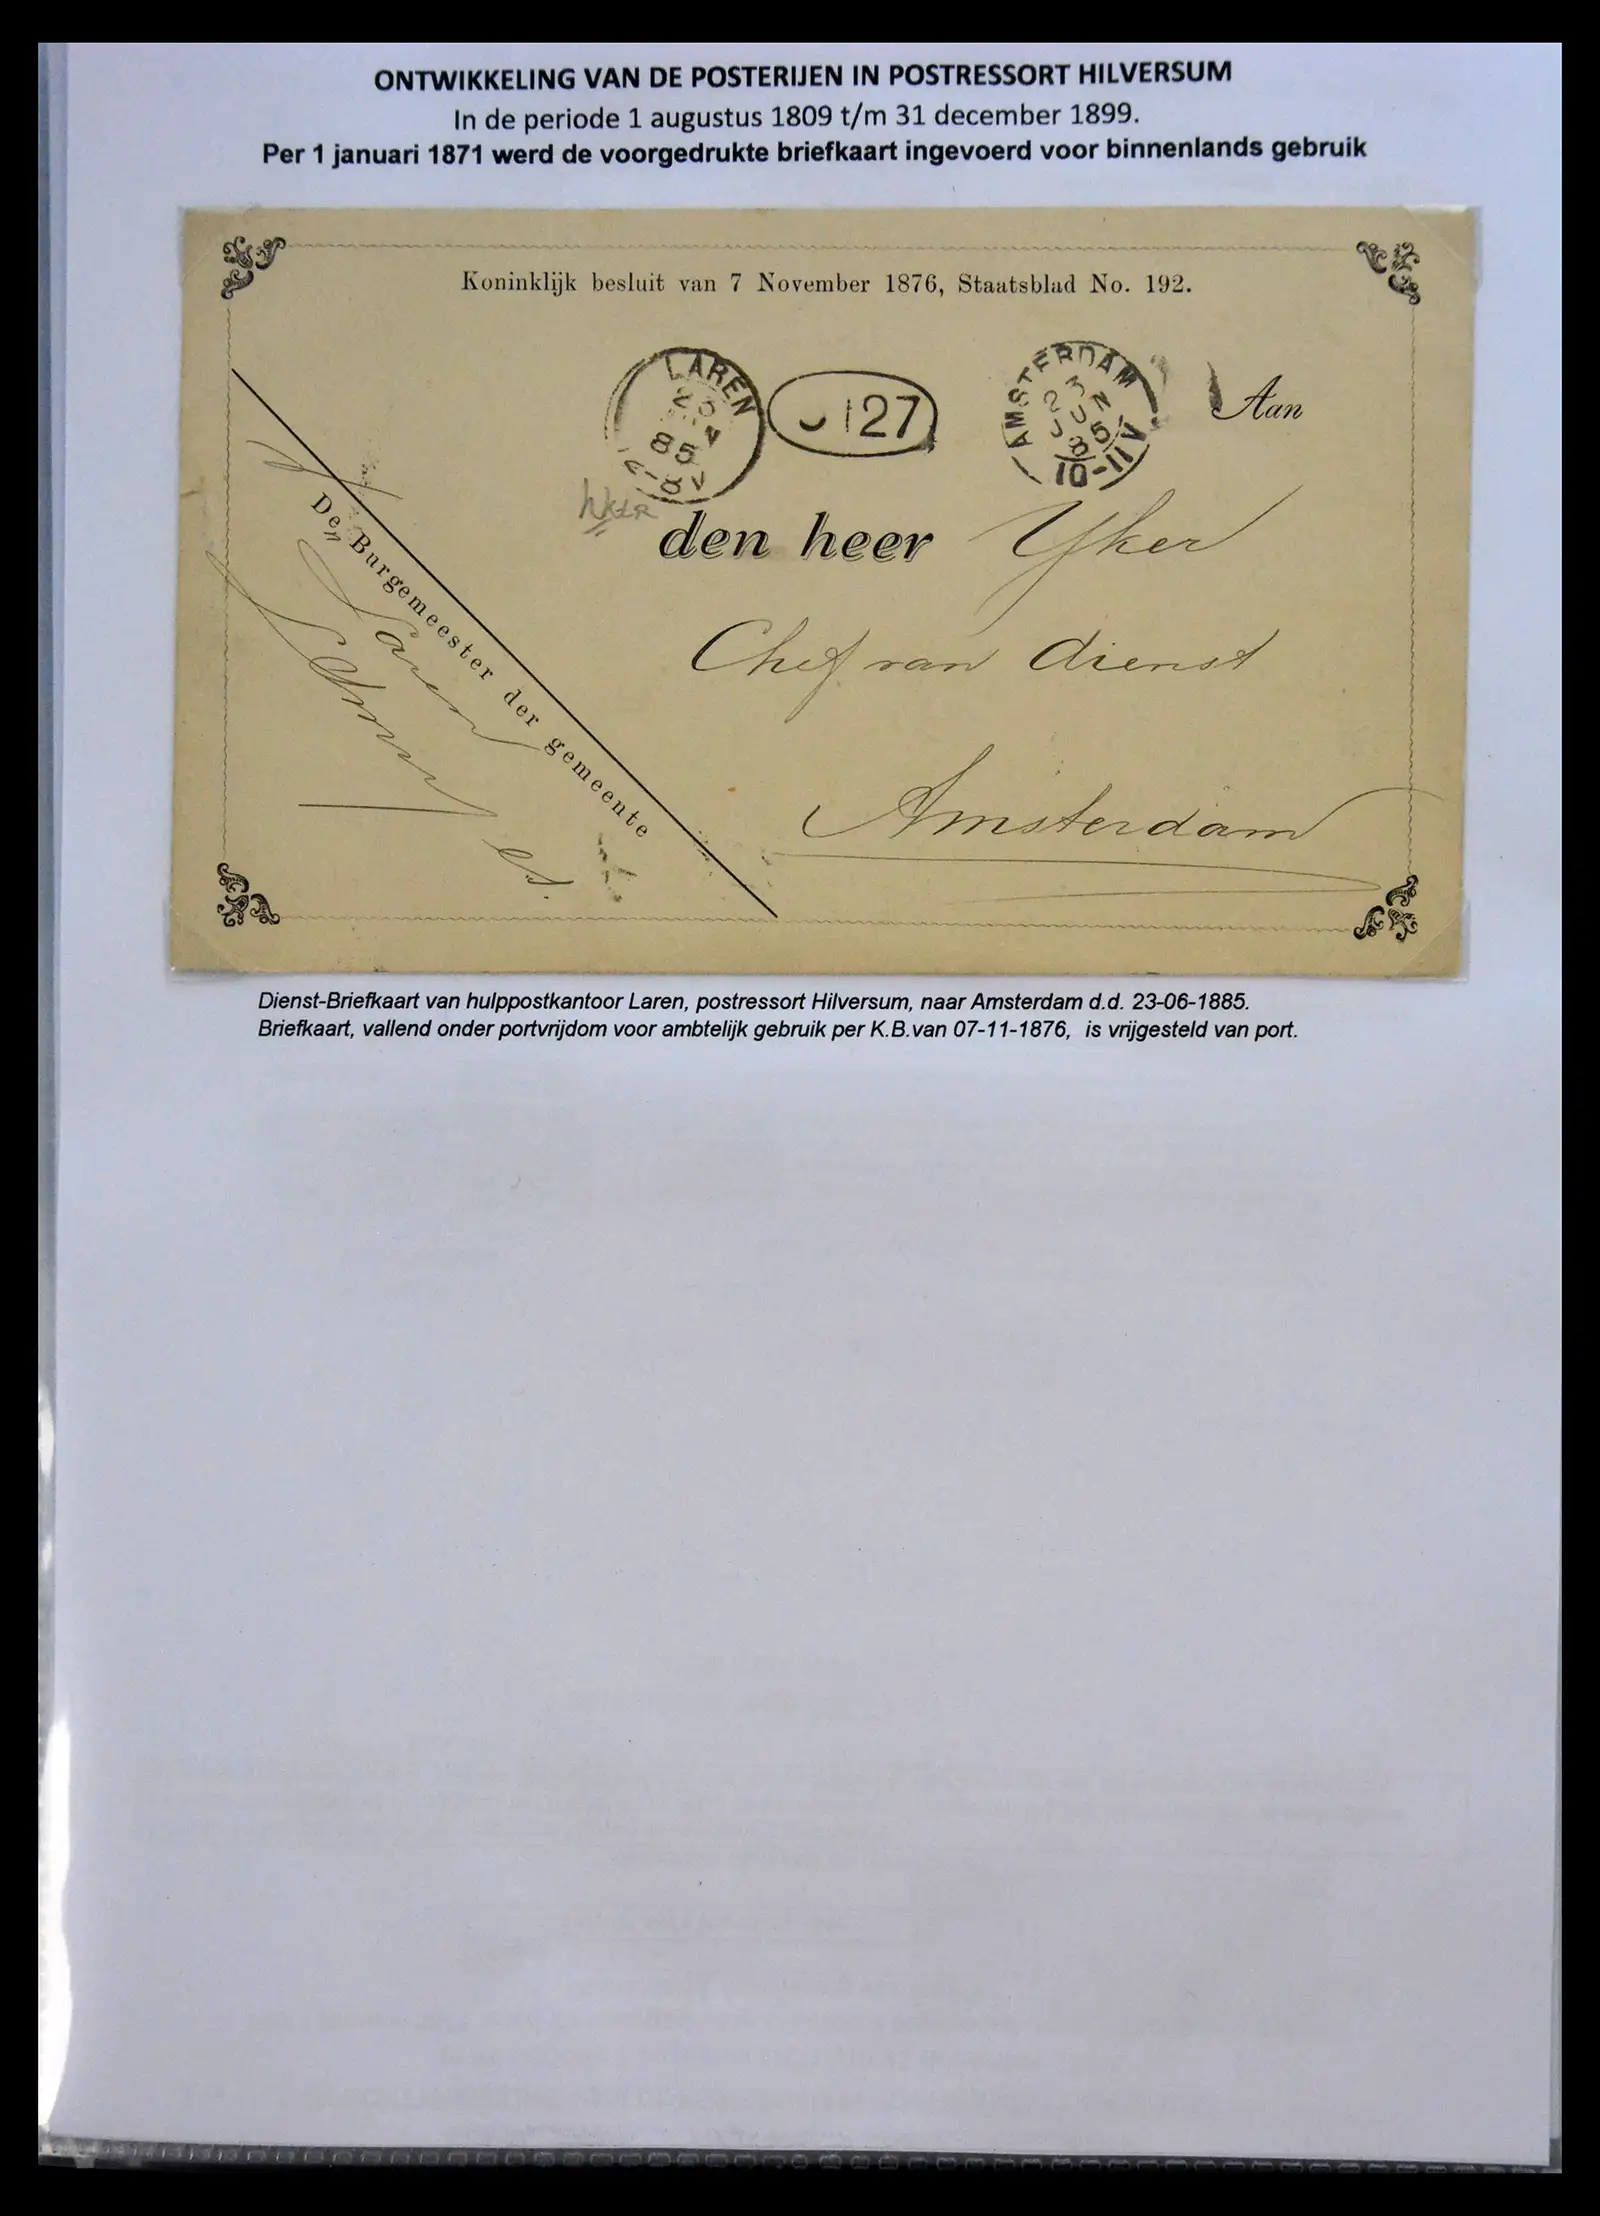 ONTWIKKELING VAN DE POSTERIJEN IN POSTRESSORT HILVERSUM
In de periode 1 augustus 1809 t/m 31 december 1899.
Per 1 januari 1871 werd de voorgedrukte briefkaart ingevoerd voor binnenlands gebruik
Koninklijk besluit van 7 November 1876, Staatsblad No. 192.
LAREN
85
127
AMSTERDAM
23
JUN
85
10-11V
Aan
den heer Yker
Chef van dienst
Amsterdam
Den Burgemeester der gemeente
Laren
Dienst-Briefkaart van hulppostkantoor Laren, postressort Hilversum, naar Amsterdam d.d. 23-06-1885.
Briefkaart, vallend onder portvrijdom voor ambtelijk gebruik per K.B.van 07-11-1876, is vrijgesteld van port.